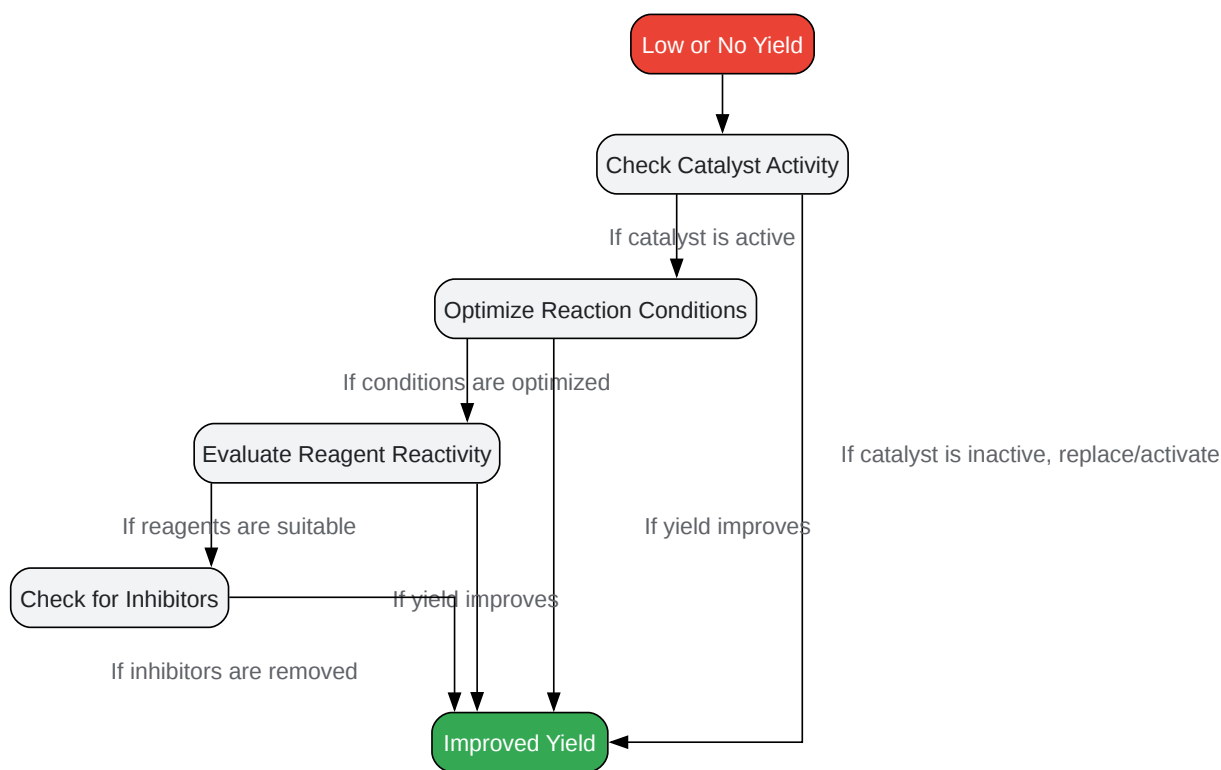 Low or No Yield
Check Catalyst Activity
If catalyst is active
Optimize Reaction Conditions
If conditions are optimized
Evaluate Reagent Reactivity
If catalyst is inactive, replace/activate
If reagents are suitable
If yield improves
Check for Inhibitors
If yield improves
If inhibitors are removed
Improved Yield